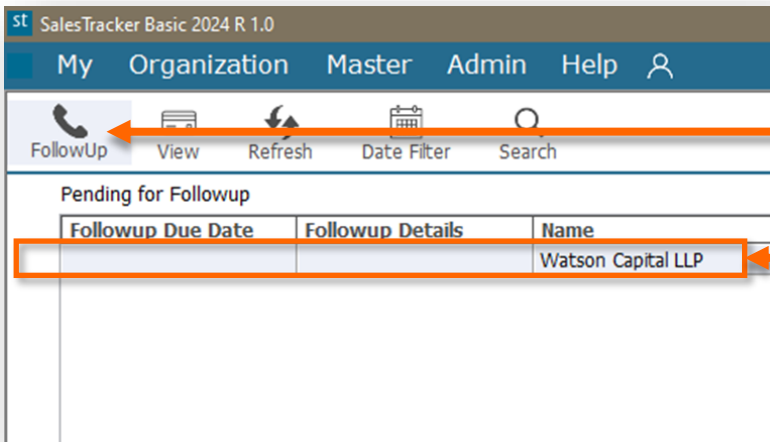 st SalesTracker Basic 2024 R 1.0
My Organization Master Admin Help
FollowUp View Refresh Date Filter Search
Pending for Followup
Followup Due Date Followup Details Name
Watson Capital LLP